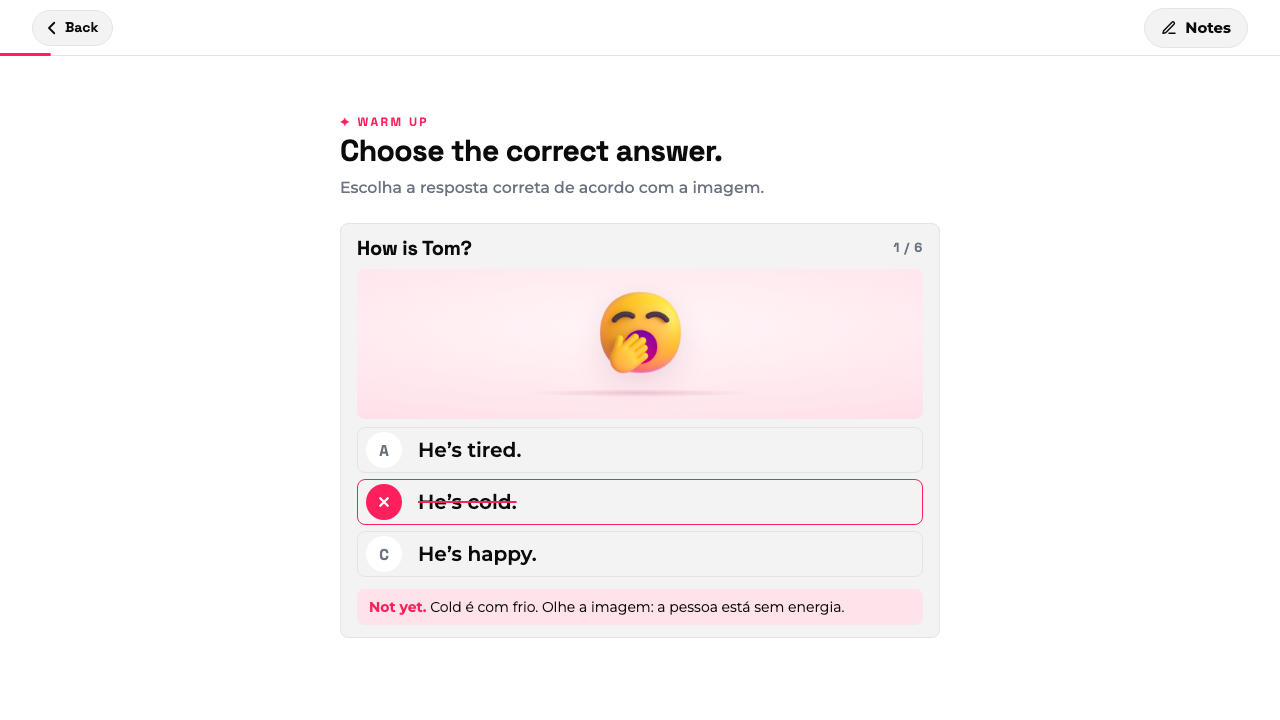 Back
Notes
✦ WARM UP
Choose the correct answer.
Escolha a resposta correta de acordo com a imagem.
How is Tom?
1 / 6
A He’s tired.
He’s cold.
C He’s happy.
Not yet. Cold é com frio. Olhe a imagem: a pessoa está sem energia.